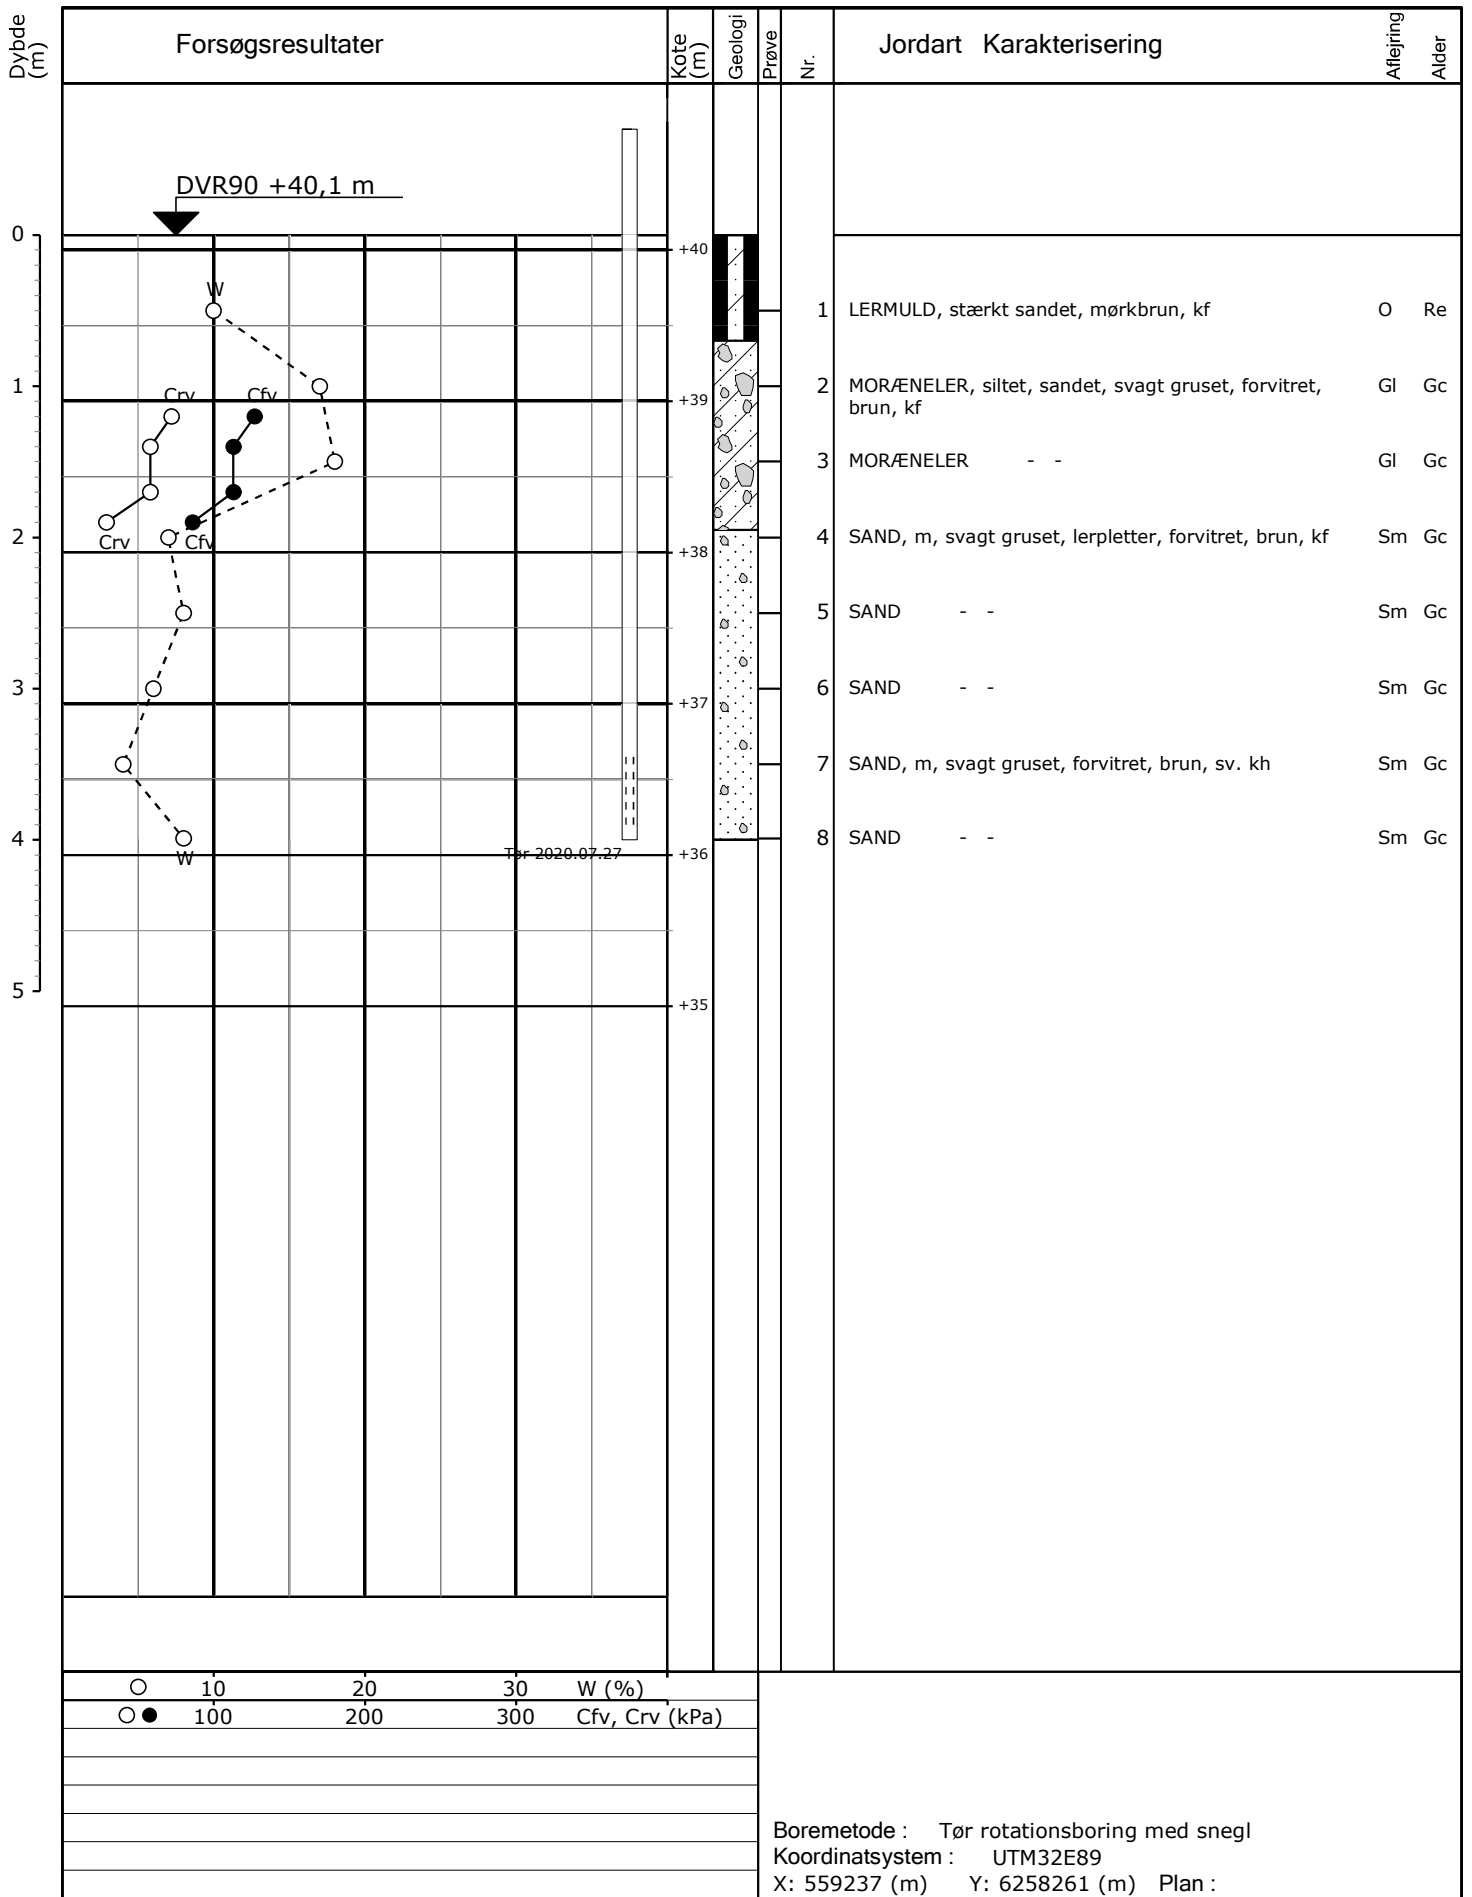 Dybde (m)
Forsøgsresultater
Kote (m)
Geologi
Prøve
Nr.
Jordart Karakterisering
Aflejring
Alder
DVR90 +40,1 m
0
+40
W
1 LERMULD, stærkt sandet, mørkbrun, kf O Re
1
+39
Crv Cfv
2 MORÆNELER, siltet, sandet, svagt gruset, forvitret, Gl Gc
brun, kf
3 MORÆNELER - - Gl Gc
2
+38
Crv Cfv
4 SAND, m, svagt gruset, lerpletter, forvitret, brun, kf Sm Gc
5 SAND - - Sm Gc
3
+37
6 SAND - - Sm Gc
7 SAND, m, svagt gruset, forvitret, brun, sv. kh Sm Gc
4
8 SAND - - Sm Gc
W
Tør 2020.07.27
+36
5
+35
10 20 30 W (%)
100 200 300 Cfv, Crv (kPa)
Boremetode : Tør rotationsboring med snegl
Koordinatsystem : UTM32E89
X: 559237 (m) Y: 6258261 (m) Plan :